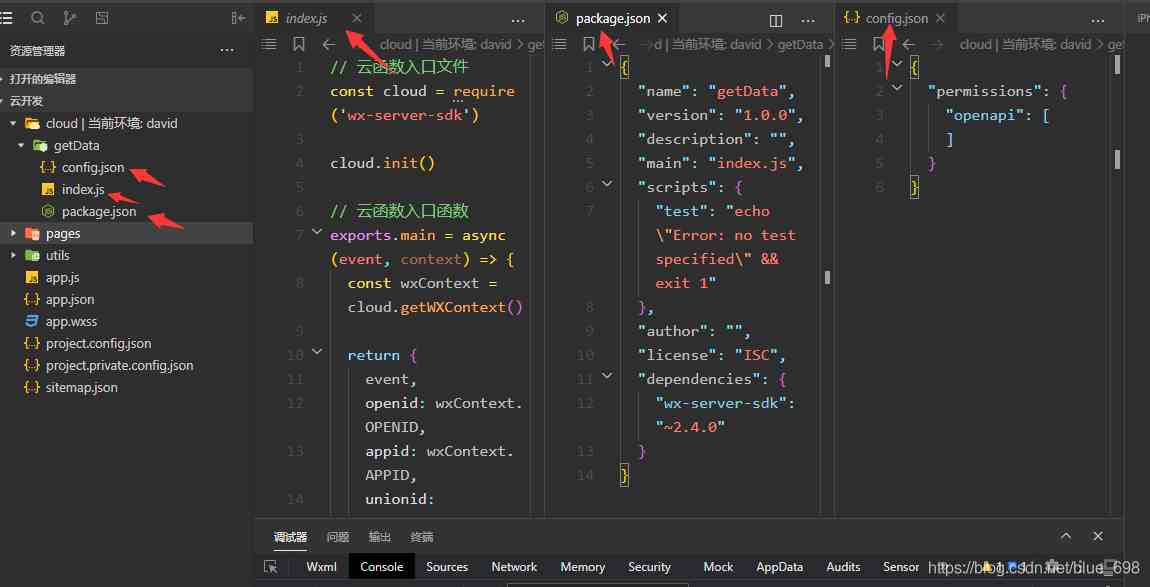 index.js
package.json
config.json
iPh
资源管理器
打开的编辑器
云开发
cloud | 当前环境: david
getData
config.json
index.js
package.json
pages
utils
app.js
app.json
app.wxss
project.config.json
project.private.config.json
sitemap.json
cloud | 当前环境: david > ge
1 // 云函数入口文件
2 const cloud = require
('wx-server-sdk')
3
4 cloud.init()
5
6 // 云函数入口函数
7 exports.main = async
(event, context) => {
8 const wxContext =
cloud.getWXContext()
9
10 return {
11 event,
12 openid: wxContext.
OPENID,
13 appid: wxContext.
APPID,
14 unionid:
d | 当前环境: david > getData >
1 {
2 "name": "getData",
3 "version": "1.0.0",
4 "description": "",
5 "main": "index.js",
6 "scripts": {
7 "test": "echo
\"Error: no test
specified\" &&
exit 1"
8 },
9 "author": "",
10 "license": "ISC",
11 "dependencies": {
12 "wx-server-sdk":
"~2.4.0"
13 }
14 }
cloud | 当前环境: david > ge
1 {
2 "permissions": {
3 "openapi": [
4 ]
5 }
6 }
调试器 问题 输出 终端
Wxml Console Sources Network Memory Security Mock AppData Audits Sensor
https://blog.csdn.net/blue_698